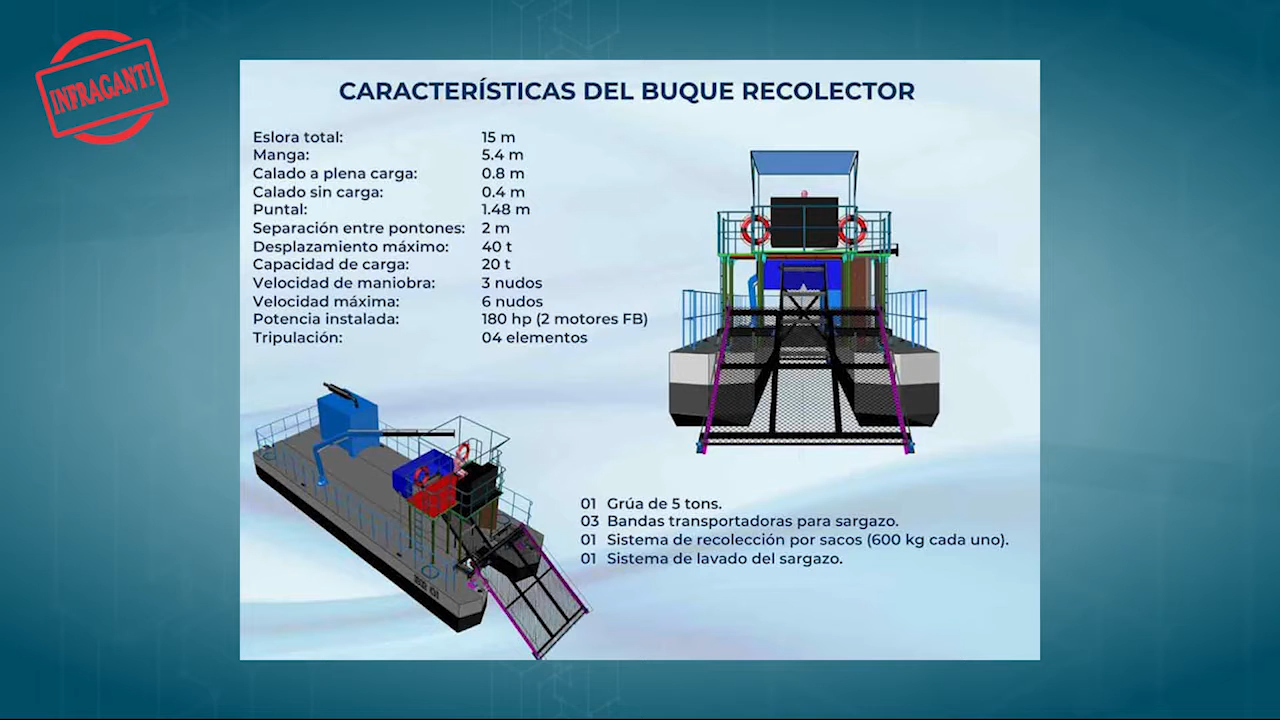 INFRAGANTI
CARACTERÍSTICAS DEL BUQUE RECOLECTOR
Eslora total: 15 m
Manga: 5.4 m
Calado a plena carga: 0.8 m
Calado sin carga: 0.4 m
Puntal: 1.48 m
Separación entre pontones: 2 m
Desplazamiento máximo: 40 t
Capacidad de carga: 20 t
Velocidad de maniobra: 3 nudos
Velocidad máxima: 6 nudos
Potencia instalada: 180 hp (2 motores FB)
Tripulación: 04 elementos
01 Grúa de 5 tons.
03 Bandas transportadoras para sargazo.
01 Sistema de recolección por sacos (600 kg cada uno).
01 Sistema de lavado del sargazo.